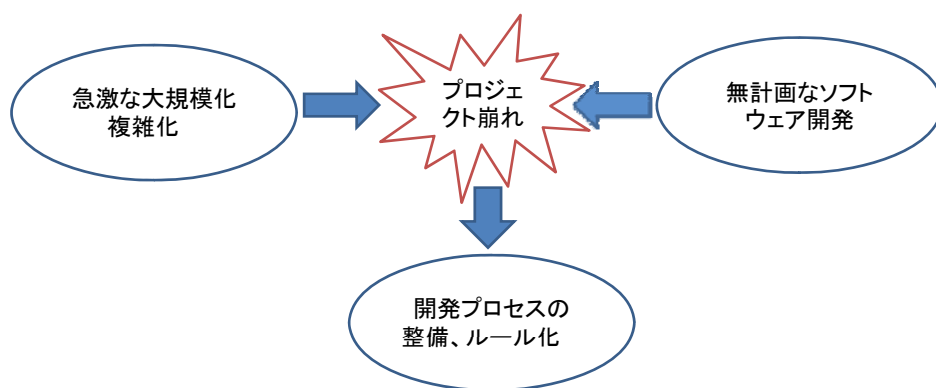 急激な大規模化
複雑化
プロジェ
クト崩れ
無計画なソフト
ウェア開発
開発プロセスの
整備、ルール化